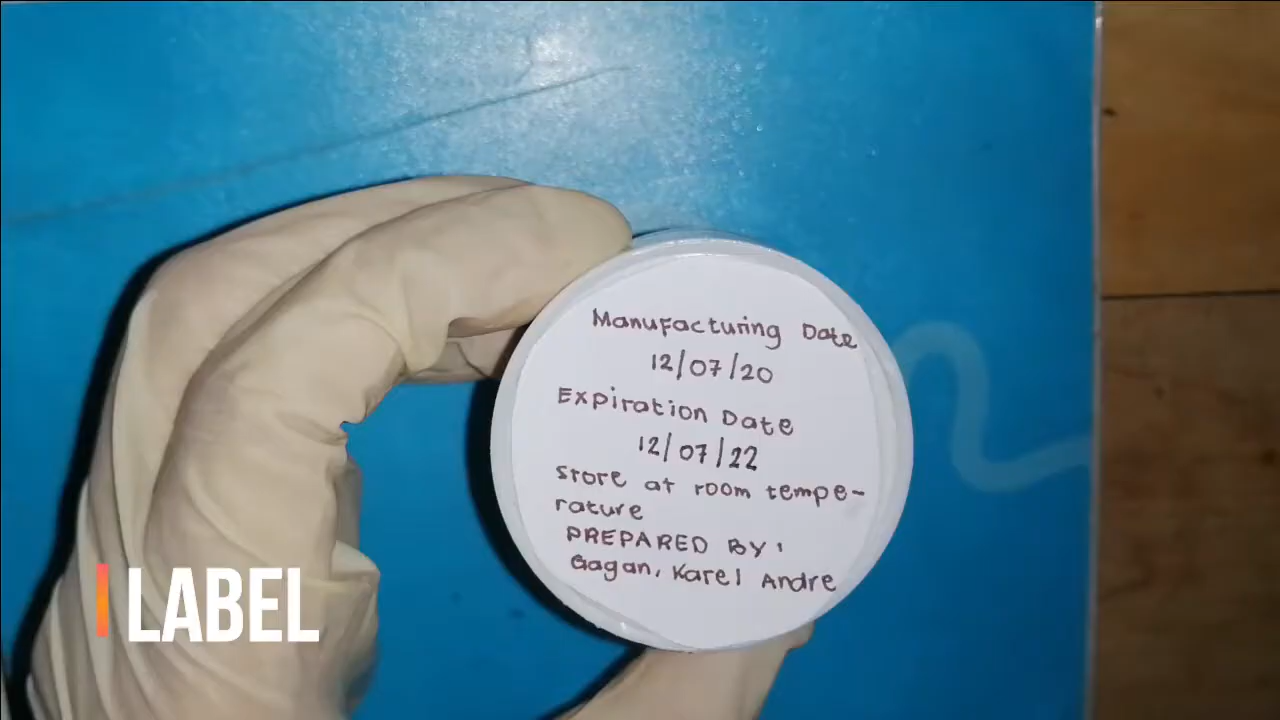 Manufacturing Date
12/07/20
Expiration Date
12/07/22
store at room tempe-
rature
PREPARED BY:
Gagan, Karel Andre
LABEL